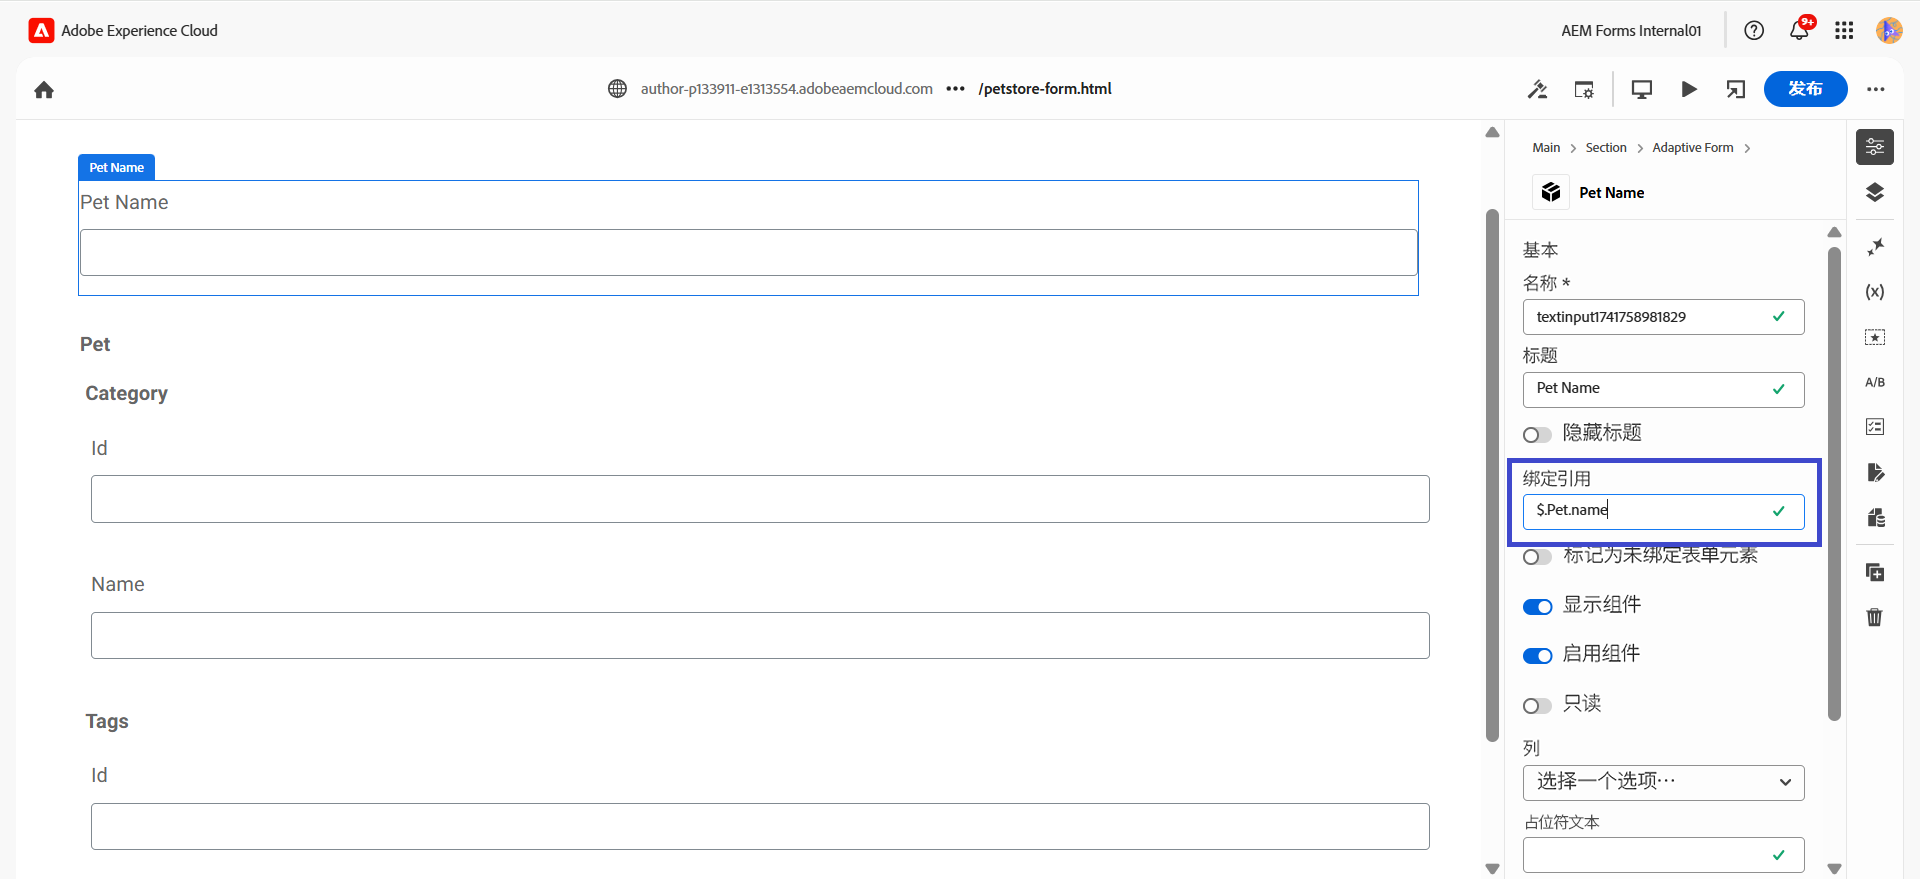 Adobe Experience Cloud
AEM Forms Internal01
9+
author-p133911-e1313554.adobeaemcloud.com ••• /petstore-form.html
发布
Pet Name
Pet Name
Pet
Category
Id
Name
Tags
Id
Main > Section > Adaptive Form >
Pet Name
基本
名称 *
textinput1741758981829
标题
Pet Name
隐藏标题
绑定引用
$.Pet.name
标记为未绑定表单元素
显示组件
启用组件
只读
列
选择一个选项…
占位符文本
(x)
A/B